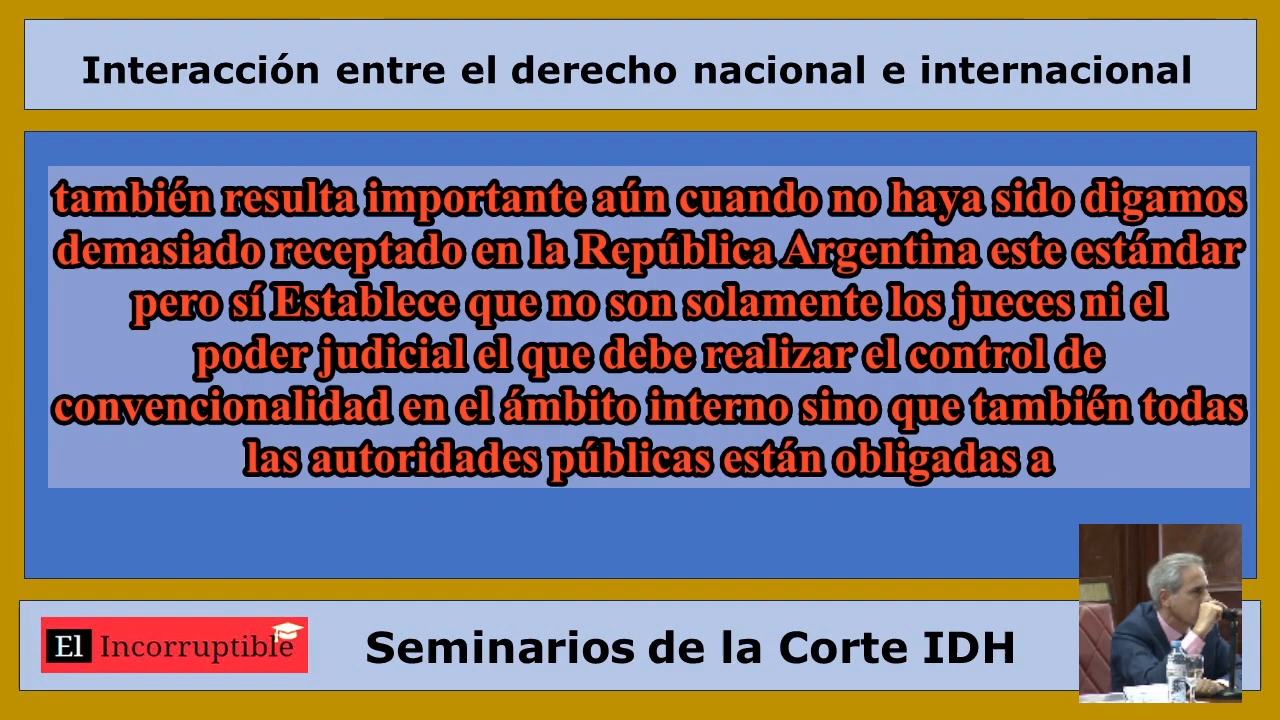 Interacción entre el derecho nacional e internacional
también resulta importante aún cuando no haya sido digamos
demasiado receptado en la República Argentina este estándar
pero sí Establece que no son solamente los jueces ni el
poder judicial el que debe realizar el control de
convencionalidad en el ámbito interno sino que también todas
las autoridades públicas están obligadas a
El Incorruptible
Seminarios de la Corte IDH